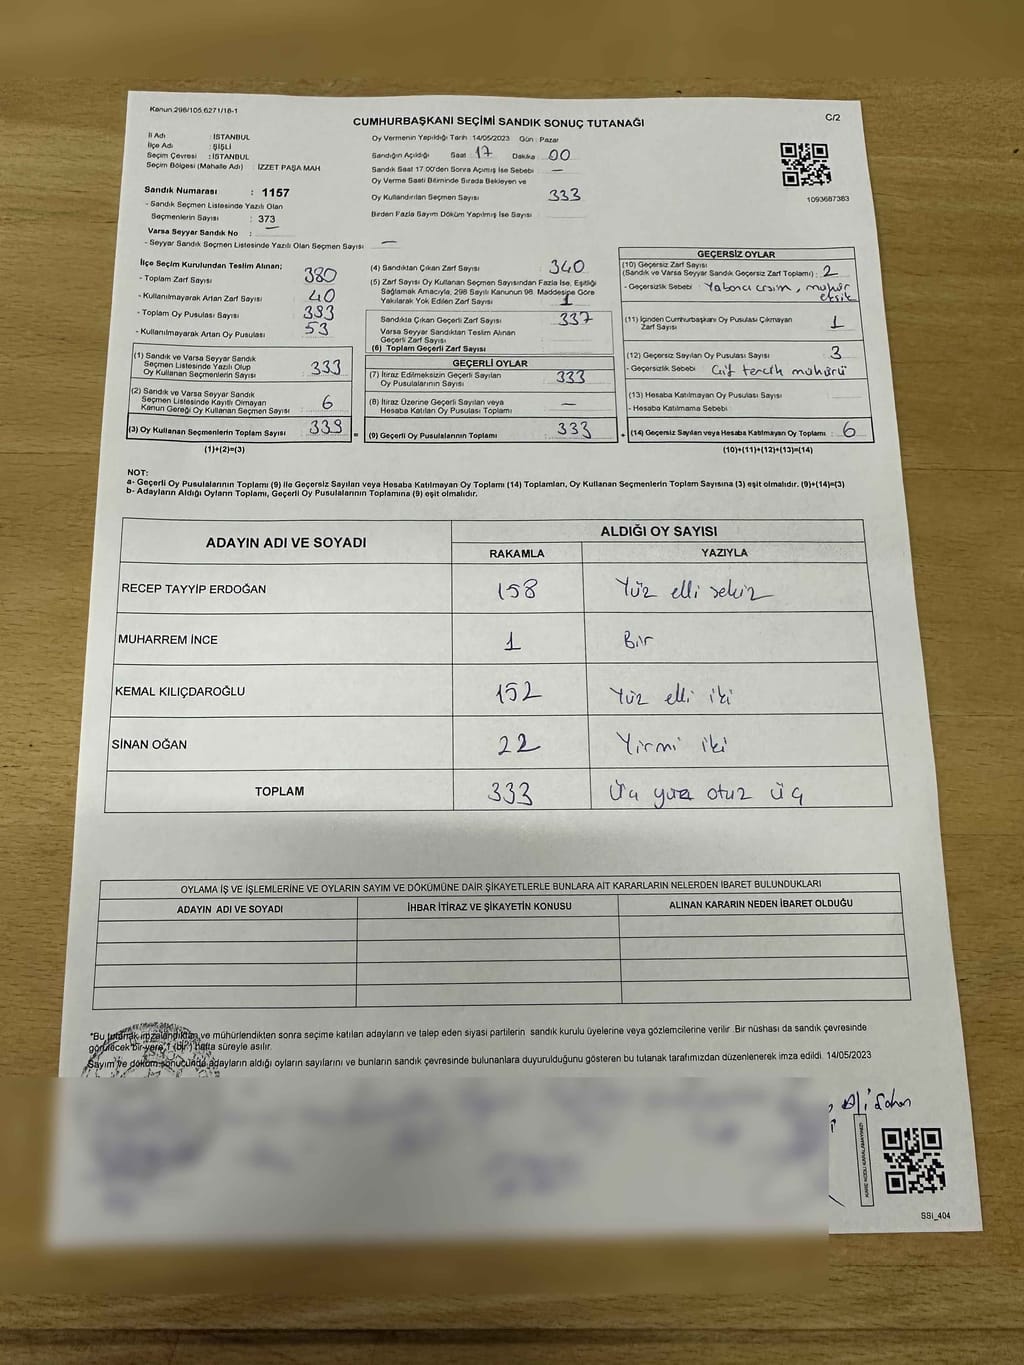 Kanun:298/105,6271/18-1
CUMHURBAŞKANI SEÇİMİ SANDIK SONUÇ TUTANAĞI
C/2
İl Adı : İSTANBUL
İlçe Adı : ŞİŞLİ
Seçim Çevresi : İSTANBUL
Seçim Bölgesi (Mahalle Adı) : İZZET PAŞA MAH
Sandık Numarası : 1157
- Sandık Seçmen Listesinde Yazılı Olan
Seçmenlerin Sayısı : 373
Varsa Seyyar Sandık No : —
- Seyyar Sandık Seçmen Listesinde Yazılı Olan Seçmen Sayısı —
Oy Vermenin Yapıldığı Tarih :14/05/2023 Gün : Pazar
Sandığın Açıldığı Saat 17 Dakika 00
Sandık Saat 17.00'den Sonra Açımış İse Sebebi —
Oy Verme Saati Bitiminde Sırada Bekleyen ve
Oy Kullandırılan Seçmen Sayısı 333
Birden Fazla Sayım Döküm Yapılmış İse Sayısı
1093687383
İlçe Seçim Kurulundan Teslim Alınan;
- Toplam Zarf Sayısı 380
- Kullanılmayarak Artan Zarf Sayısı 40
- Toplam Oy Pusulası Sayısı 393
- Kullanılmayarak Artan Oy Pusulası 53
(1) Sandık ve Varsa Seyyar Sandık
Seçmen Listesinde Yazılı Olup
Oy Kullanan Seçmenlerin Sayısı 333
(2) Sandık ve Varsa Seyyar Sandık
Seçmen Listesinde Kayıtlı Olmayan
Kanun Gereği Oy Kullanan Seçmen Sayısı 6
(3) Oy Kullanan Seçmenlerin Toplam Sayısı 339 =
(1)+(2)=(3)
(4) Sandıktan Çıkan Zarf Sayısı 340
(5) Zarf Sayısı Oy Kullanan Seçmen Sayısından Fazla İse, Eşitliği
Sağlamak Amacıyla, 298 Sayılı Kanunun 98. Maddesine Göre
Yakılarak Yok Edilen Zarf Sayısı 1
Sandıkta Çıkan Geçerli Zarf Sayısı 337
Varsa Seyyar Sandıktan Teslim Alınan
Geçerli Zarf Sayısı
(6) Toplam Geçerli Zarf Sayısı
GEÇERLİ OYLAR
(7) İtiraz Edilmeksizin Geçerli Sayılan
Oy Pusulalarının Sayısı 333
(8) İtiraz Üzerine Geçerli Sayılan veya
Hesaba Katılan Oy Pusulası Toplamı —
(9) Geçerli Oy Pusulalarının Toplamı 333 +
GEÇERSİZ OYLAR
(10) Geçersiz Zarf Sayısı
(Sandık ve Varsa Seyyar Sandık Geçersiz Zarf Toplamı) : 2
- Geçersizlik Sebebi Yabancı cisim, mühür
eksik
(11) İçinden Cumhurbaşkanı Oy Pusulası Çıkmayan
Zarf Sayısı 1
(12) Geçersiz Sayılan Oy Pusulası Sayısı 3
- Geçersizlik Sebebi Çift tercih mühürü
(13) Hesaba Katılmayan Oy Pusulası Sayısı
- Hesaba Katılmama Sebebi
(14) Geçersiz Sayılan veya Hesaba Katılmayan Oy Toplamı : 6
(10)+(11)+(12)+(13)=(14)
NOT:
a- Geçerli Oy Pusulalarının Toplamı (9) ile Geçersiz Sayılan veya Hesaba Katılmayan Oy Toplamı (14) Toplamları, Oy Kullanan Seçmenlerin Toplam Sayısına (3) eşit olmalıdır. (9)+(14)=(3)
b- Adayların Aldığı Oyların Toplamı, Geçerli Oy Pusulalarının Toplamına (9) eşit olmalıdır.
ADAYIN ADI VE SOYADI
ALDIĞI OY SAYISI
RAKAMLA YAZIYLA
RECEP TAYYİP ERDOĞAN 158 Yüz elli sekiz
MUHARREM İNCE 1 Bir
KEMAL KILIÇDAROĞLU 152 Yüz elli iki
SİNAN OĞAN 22 Yirmi iki
TOPLAM 333 Üç yüz otuz üç
OYLAMA İŞ VE İŞLEMLERİNE VE OYLARIN SAYIM VE DÖKÜMÜNE DAİR ŞİKAYETLERLE BUNLARA AİT KARARLARIN NELERDEN İBARET BULUNDUKLARI
ADAYIN ADI VE SOYADI İHBAR İTİRAZ VE ŞİKAYETİN KONUSU ALINAN KARARIN NEDEN İBARET OLDUĞU
*Bu tutanak imzalandıktan ve mühürlendikten sonra seçime katılan adayların ve talep eden siyasi partilerin sandık kurulu üyelerine veya gözlemcilerine verilir .Bir nüshası da sandık çevresinde
görülecek bir yere 1 (bir ) hafta süreyle asılır.
Sayım ve döküm sonucunda adayların aldığı oyların sayılarını ve bunların sandık çevresinde bulunanlara duyurulduğunu gösteren bu tutanak tarafımızdan düzenlenerek imza edildi. 14/05/2023
SSİ_404